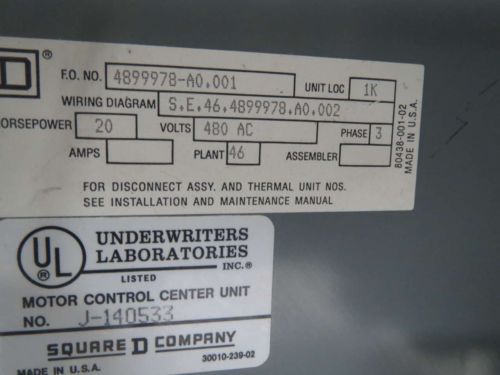 D ®
F.O. NO. 4899978-A0.001 UNIT LOC 1K
WIRING DIAGRAM S.E.46.4899978.A0.002
ORSEPOWER 20 VOLTS 480 AC PHASE 3
AMPS PLANT 46 ASSEMBLER
FOR DISCONNECT ASSY. AND THERMAL UNIT NOS.
SEE INSTALLATION AND MAINTENANCE MANUAL
80438-001-02
MADE IN U.S.A.
UL ®
UNDERWRITERS
LABORATORIES
INC.®
LISTED
MOTOR CONTROL CENTER UNIT
NO. J-140533
SQUARE D COMPANY
MADE IN U.S.A. 30010-239-02